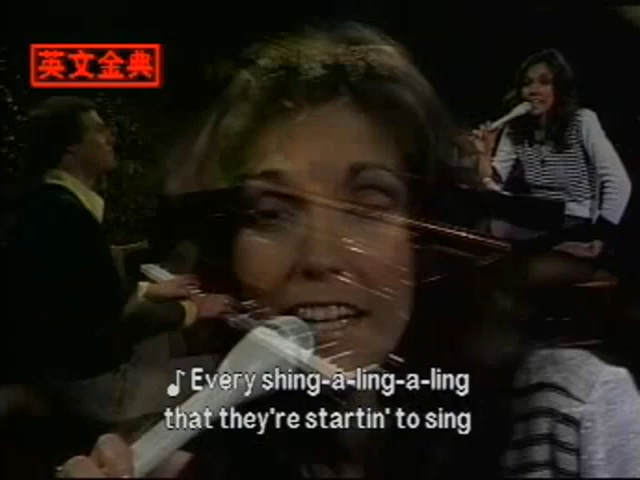 英文金典
♪ Every shing-a-ling-a-ling
that they're startin' to sing